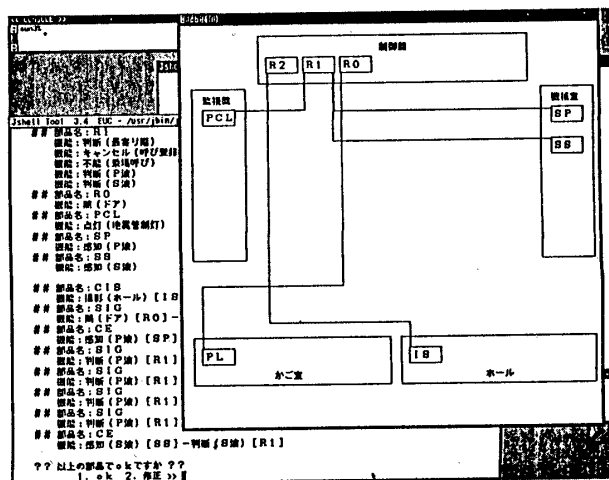 << CONSOLE >>
sun3%
制御盤
R2 R1 R0
監視盤
PCL
機械室
SP
SS
PL
かご室
IS
ホール
Jshell Tool 3.4 EUC - /usr/jbin/
## 部品名:R1
機能:判断(最寄り階)
機能:キャンセル(呼び登録
機能:不能(乗場呼び)
機能:判断(P波)
機能:判断(S波)
## 部品名:R0
機能:開(ドア)
## 部品名:PCL
機能:点灯(地震管制灯)
## 部品名:SP
機能:感知(P波)
## 部品名:SS
機能:感知(S波)
## 部品名:CIS
機能:撮影(ホール)[IS
## 部品名:SIG
機能:開(ドア)[R0]-
## 部品名:CE
機能:感知(P波)[SP]
## 部品名:SIG
機能:判断(P波)[R1]
## 部品名:SIG
機能:判断(P波)[R1]
## 部品名:SIG
機能:判断(P波)[R1]
## 部品名:SIG
機能:判断(P波)[R1]
## 部品名:CE
機能:感知(S波)[SS]-判断(S波)[R1]
?? 以上の部品でokですか ??
1. ok 2. 修正 >>